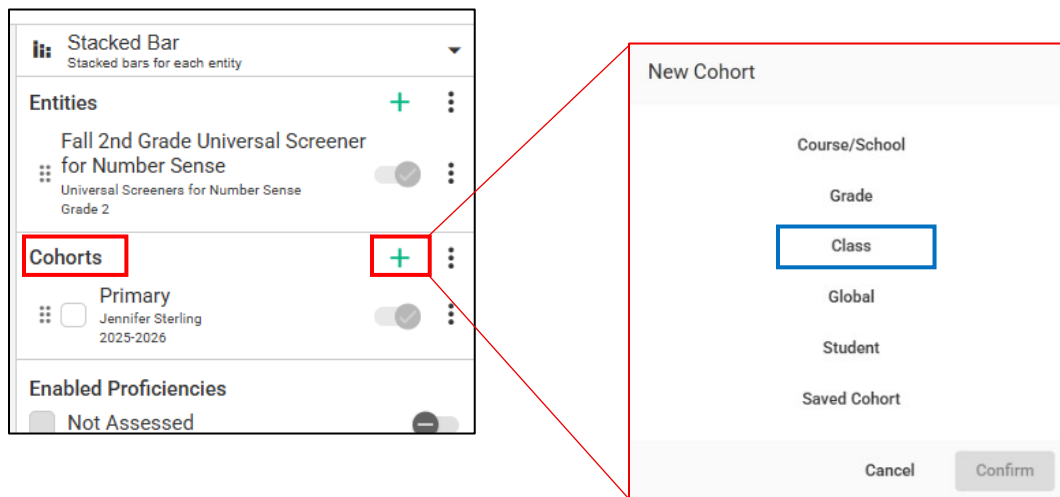 Stacked Bar
Stacked bars for each entity
Entities
Fall 2nd Grade Universal Screener
for Number Sense
Universal Screeners for Number Sense
Grade 2
Cohorts
Primary
Jennifer Sterling
2025-2026
Enabled Proficiencies
Not Assessed
New Cohort
Course/School
Grade
Class
Global
Student
Saved Cohort
Cancel
Confirm